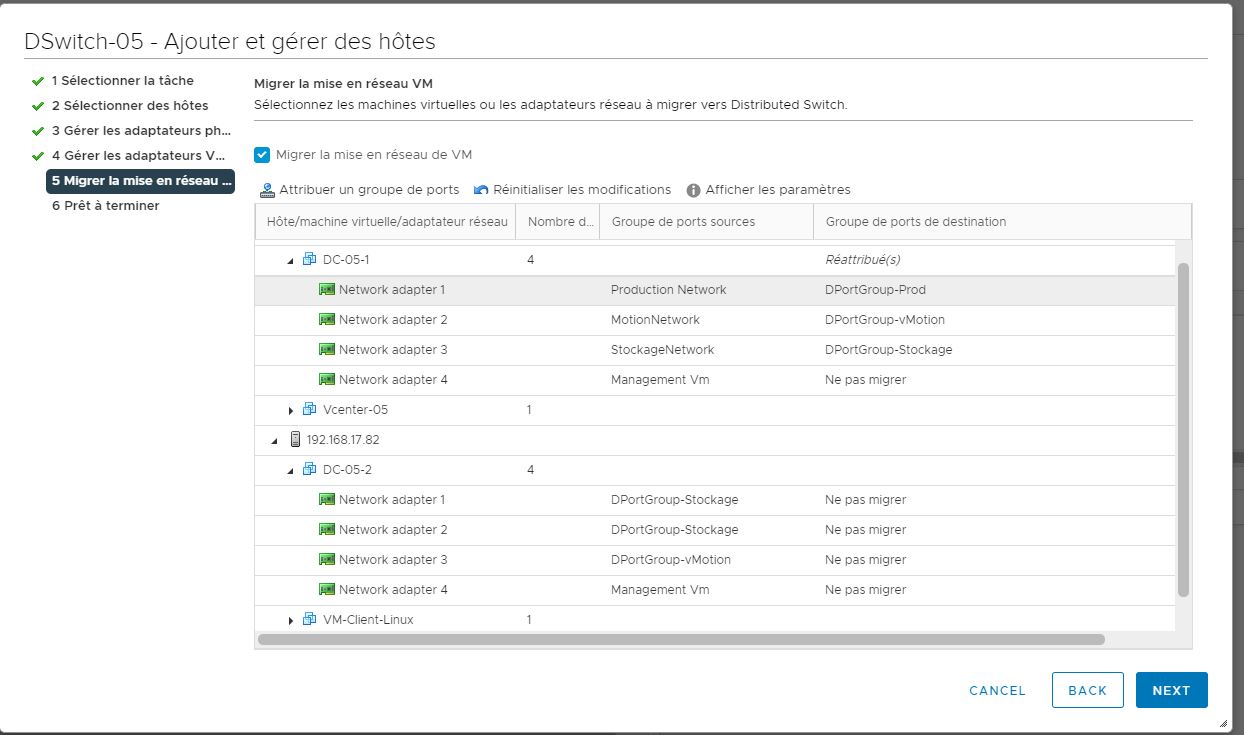 DSwitch-05 - Ajouter et gérer des hôtes
1 Sélectionner la tâche
2 Sélectionner des hôtes
3 Gérer les adaptateurs ph...
4 Gérer les adaptateurs V...
5 Migrer la mise en réseau ...
6 Prêt à terminer
Migrer la mise en réseau VM
Sélectionnez les machines virtuelles ou les adaptateurs réseau à migrer vers Distributed Switch.
Migrer la mise en réseau de VM
Attribuer un groupe de ports Réinitialiser les modifications Afficher les paramètres
Hôte/machine virtuelle/adaptateur réseau Nombre d... Groupe de ports sources Groupe de ports de destination
DC-05-1 4 Réattribué(s)
Network adapter 1 Production Network DPortGroup-Prod
Network adapter 2 MotionNetwork DPortGroup-vMotion
Network adapter 3 StockageNetwork DPortGroup-Stockage
Network adapter 4 Management Vm Ne pas migrer
Vcenter-05 1
192.168.17.82
DC-05-2 4
Network adapter 1 DPortGroup-Stockage Ne pas migrer
Network adapter 2 DPortGroup-Stockage Ne pas migrer
Network adapter 3 DPortGroup-vMotion Ne pas migrer
Network adapter 4 Management Vm Ne pas migrer
VM-Client-Linux 1
CANCEL BACK NEXT